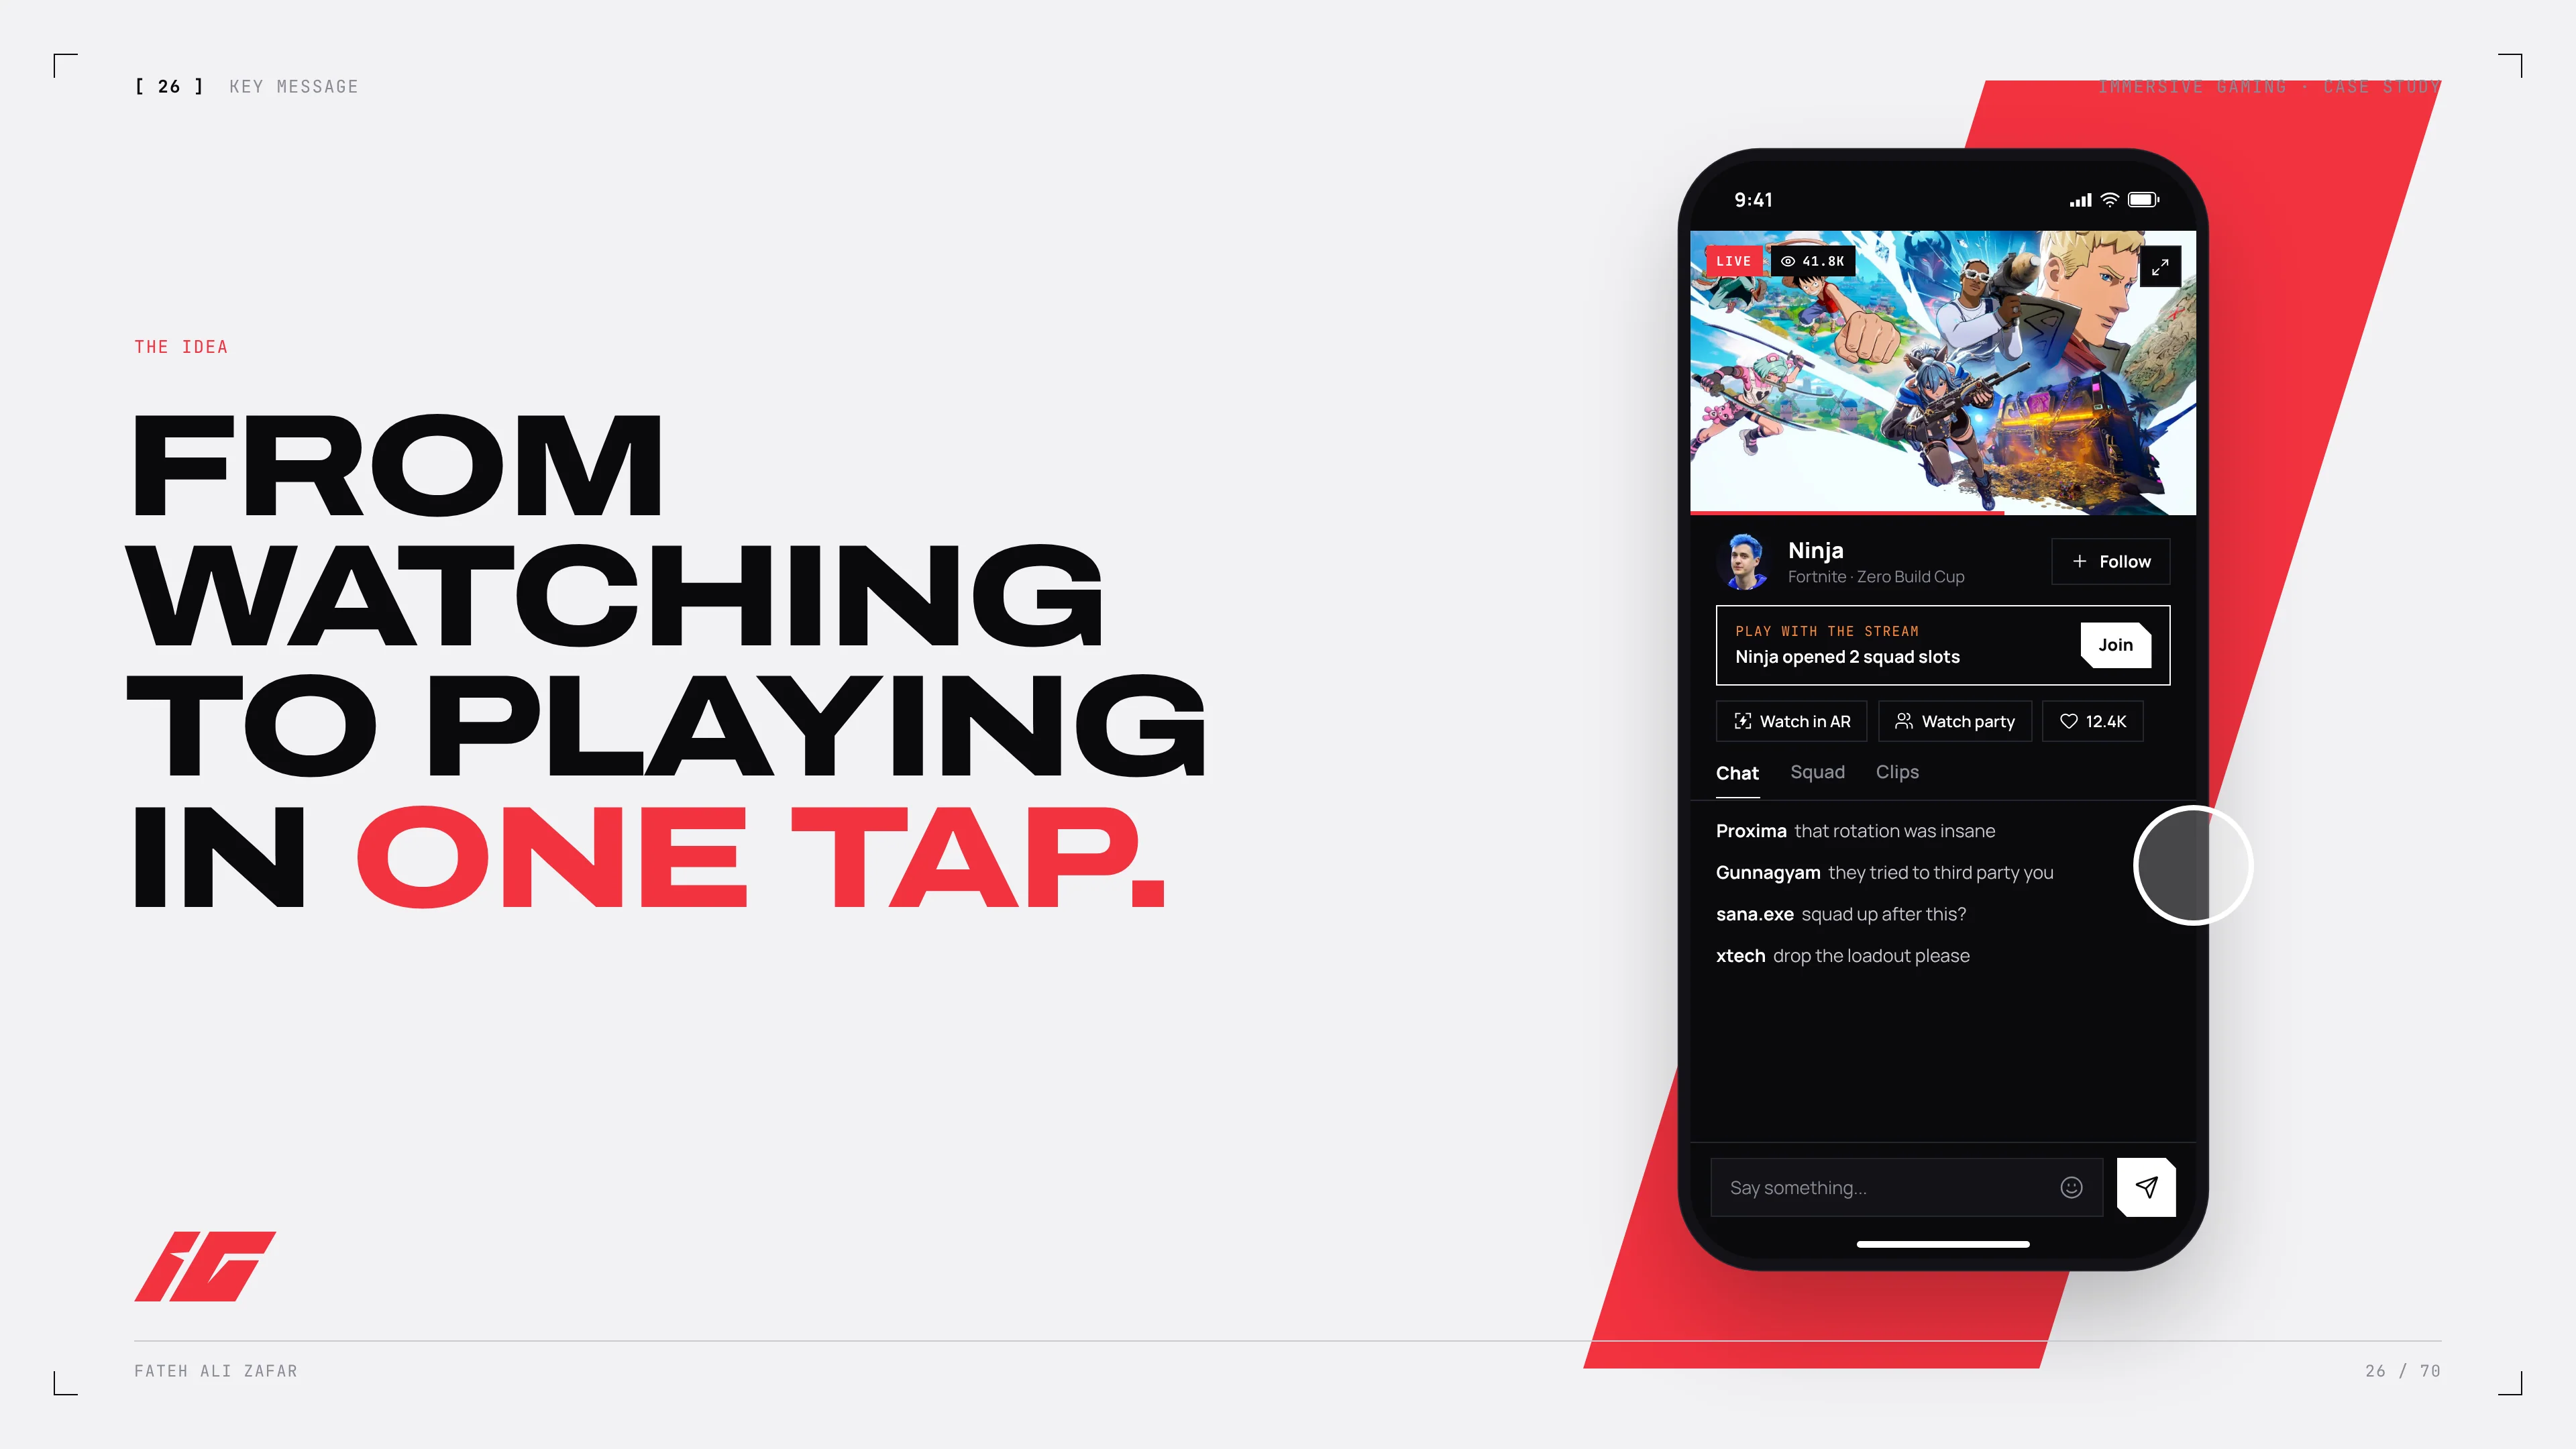 [ 26 ] KEY MESSAGE
IMMERSIVE GAMING · CASE STUDY
THE IDEA
FROM
WATCHING
TO PLAYING
IN ONE TAP.
9:41
LIVE 41.8K
Ninja
Fortnite · Zero Build Cup
+ Follow
PLAY WITH THE STREAM
Ninja opened 2 squad slots
Join
Watch in AR Watch party 12.4K
Chat Squad Clips
Proxima that rotation was insane
Gunnagyam they tried to third party you
sana.exe squad up after this?
xtech drop the loadout please
Say something...
iG
FATEH ALI ZAFAR
26 / 70